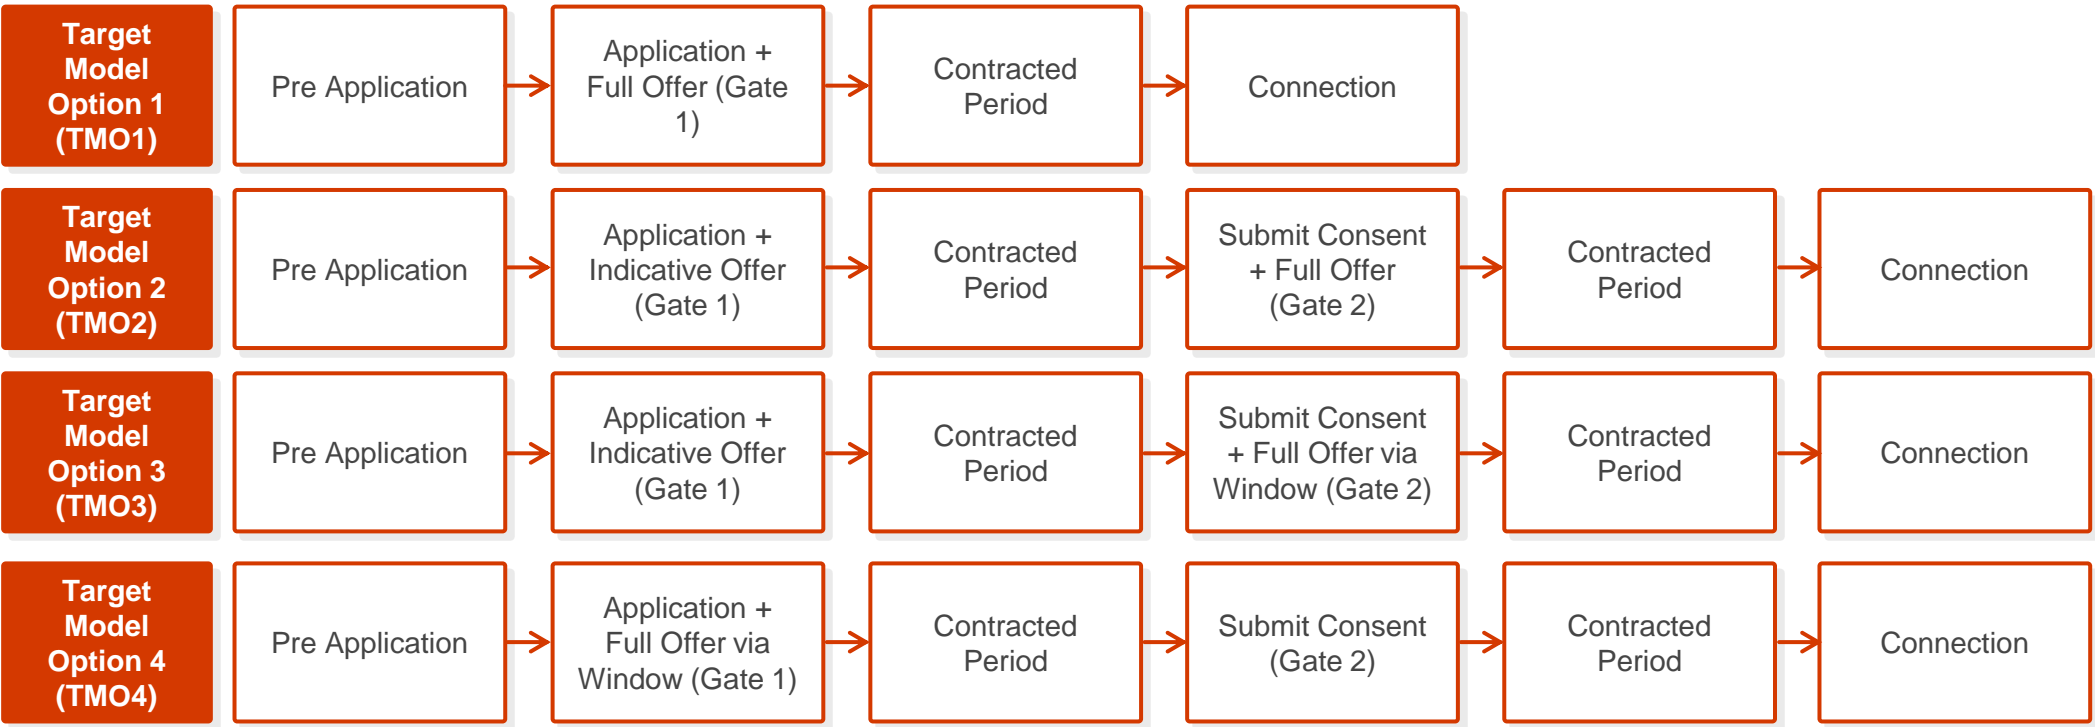 Target
Model
Option 1
(TMO1)
Pre Application
Application +
Full Offer (Gate
1)
Contracted
Period
Connection
Target
Model
Option 2
(TMO2)
Pre Application
Application +
Indicative Offer
(Gate 1)
Contracted
Period
Submit Consent
+ Full Offer
(Gate 2)
Contracted
Period
Connection
Target
Model
Option 3
(TMO3)
Pre Application
Application +
Indicative Offer
(Gate 1)
Contracted
Period
Submit Consent
+ Full Offer via
Window (Gate 2)
Contracted
Period
Connection
Target
Model
Option 4
(TMO4)
Pre Application
Application +
Full Offer via
Window (Gate 1)
Contracted
Period
Submit Consent
(Gate 2)
Contracted
Period
Connection